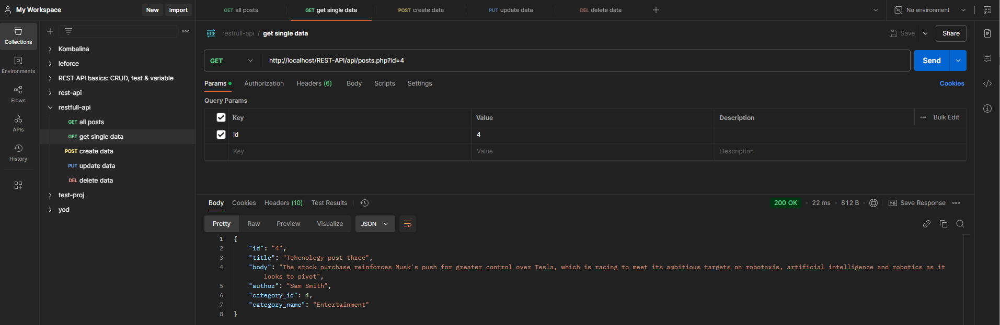 My Workspace
New
Import
GET all posts
GET get single data
POST create data
PUT update data
DEL delete data
No environment
Collections
Environments
Flows
APIs
History
Kombalina
leforce
REST API basics: CRUD, test & variable
rest-api
restfull-api
GET all posts
GET get single data
POST create data
PUT update data
DEL delete data
test-proj
yod
HTTP restfull-api / get single data
Save
Share
GET
http://localhost/REST-API/api/posts.php?id=4
Send
Params
Authorization
Headers (6)
Body
Scripts
Settings
Cookies
Query Params
Key Value Description Bulk Edit
id 4
Key Value Description
Body Cookies Headers (10) Test Results
200 OK • 22 ms • 812 B
e.g. Save Response
Pretty Raw Preview Visualize JSON
1 {
2 "id": "4",
3 "title": "Tehcnology post three",
4 "body": "The stock purchase reinforces Musk's push for greater control over Tesla, which is racing to meet its ambitious targets on robotaxis, artificial intelligence and robotics as it
looks to pivot",
5 "author": "Sam Smith",
6 "category_id": 4,
7 "category_name": "Entertainment"
8 }